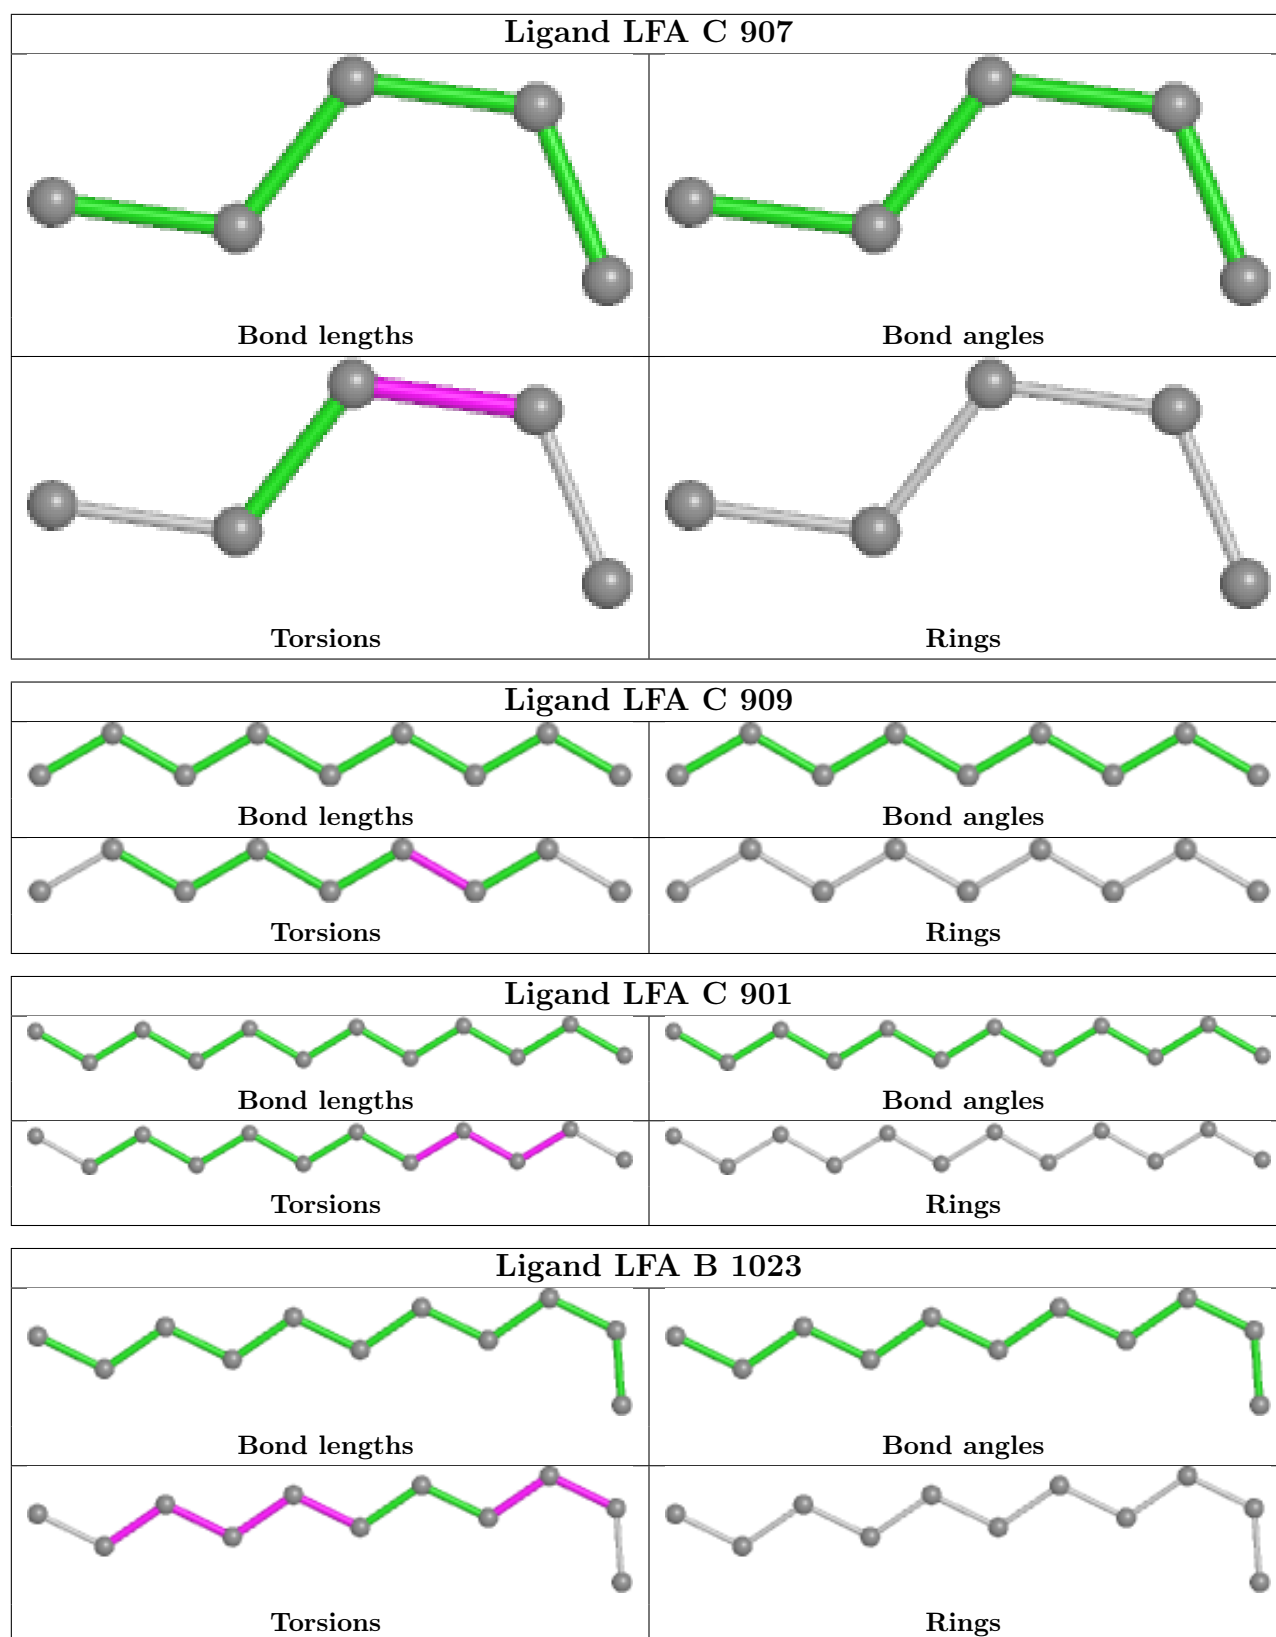 Ligand LFA C 907
Bond lengths
Bond angles
Torsions
Rings
Ligand LFA C 909
Bond lengths
Bond angles
Torsions
Rings
Ligand LFA C 901
Bond lengths
Bond angles
Torsions
Rings
Ligand LFA B 1023
Bond lengths
Bond angles
Torsions
Rings